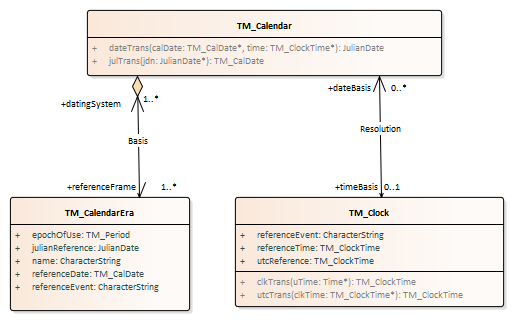 TM_Calendar
+ dateTrans(calDate: TM_CalDate*, time: TM_ClockTime*): JulianDate
+ julTrans(jdn: JulianDate*): TM_CalDate
+datingSystem
1..*
+dateBasis
0..*
Basis
Resolution
+referenceFrame
1..*
+timeBasis
0..1
TM_CalendarEra
+ epochOfUse: TM_Period
+ julianReference: JulianDate
+ name: CharacterString
+ referenceDate: TM_CalDate
+ referenceEvent: CharacterString
TM_Clock
+ referenceEvent: CharacterString
+ referenceTime: TM_ClockTime
+ utcReference: TM_ClockTime
+ clkTrans(uTime: Time*): TM_ClockTime
+ utcTrans(clkTime: TM_ClockTime*): TM_ClockTime